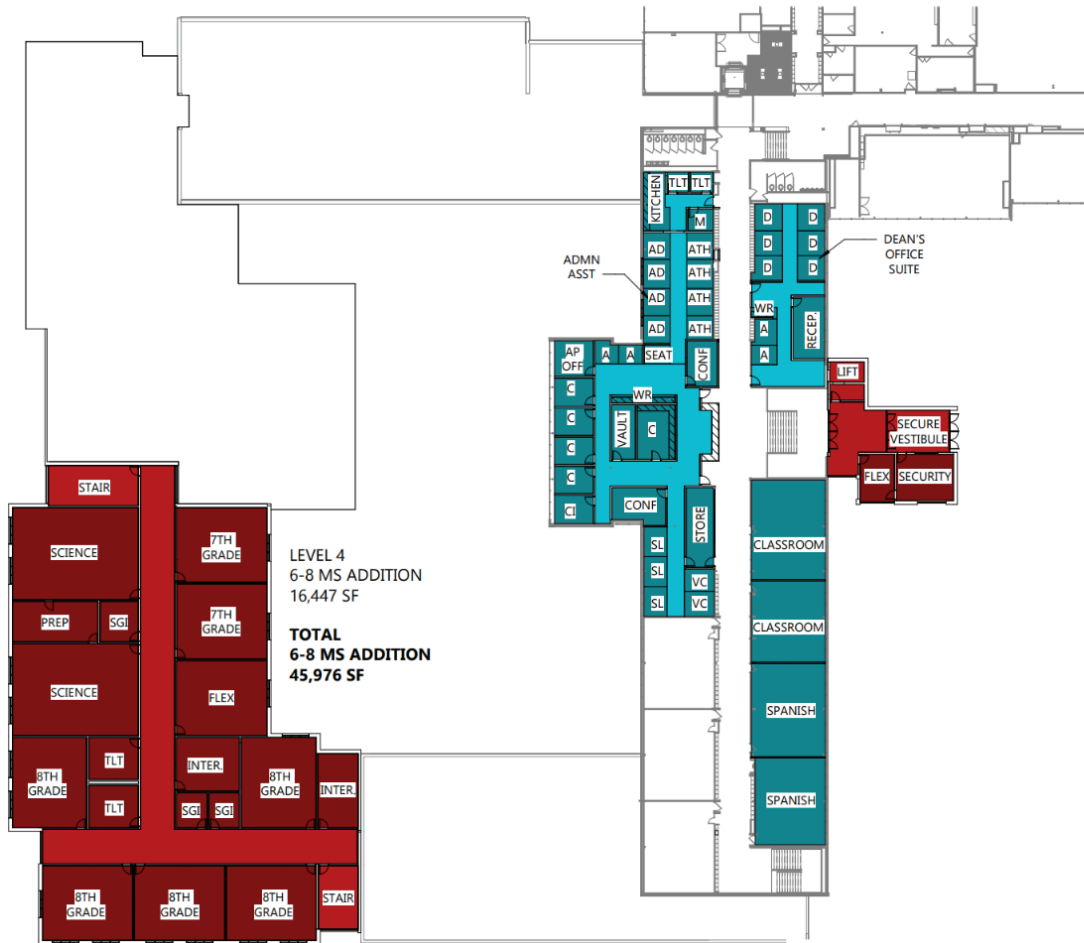 KITCHEN
TLT
TLT
M
AD
ATH
AD
ATH
AD
ATH
AD
ATH
ADMN
ASST
D
D
D
D
D
D
DEAN'S
OFFICE
SUITE
WR
A
A
RECEP.
AP
OFF
A
A
SEAT
CONF
C
C
C
C
CI
WR
VAULT
C
CONF
STORE
SL
SL
SL
VC
VC
LIFT
SECURE
VESTIBULE
FLEX
SECURITY
CLASSROOM
CLASSROOM
SPANISH
SPANISH
STAIR
SCIENCE
7TH
GRADE
PREP
SGI
7TH
GRADE
SCIENCE
FLEX
LEVEL 4
6-8 MS ADDITION
16,447 SF
TOTAL
6-8 MS ADDITION
45,976 SF
8TH
GRADE
TLT
TLT
INTER.
SGI
SGI
8TH
GRADE
INTER.
8TH
GRADE
8TH
GRADE
8TH
GRADE
STAIR